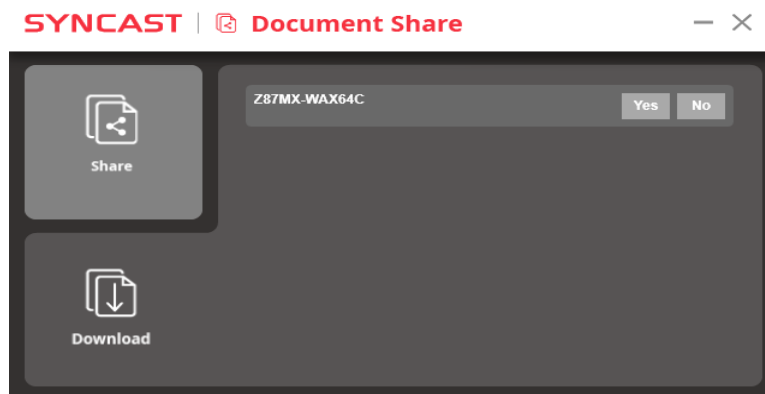 SYNCAST | Document Share
Share
Z87MX-WAX64C Yes No
Download